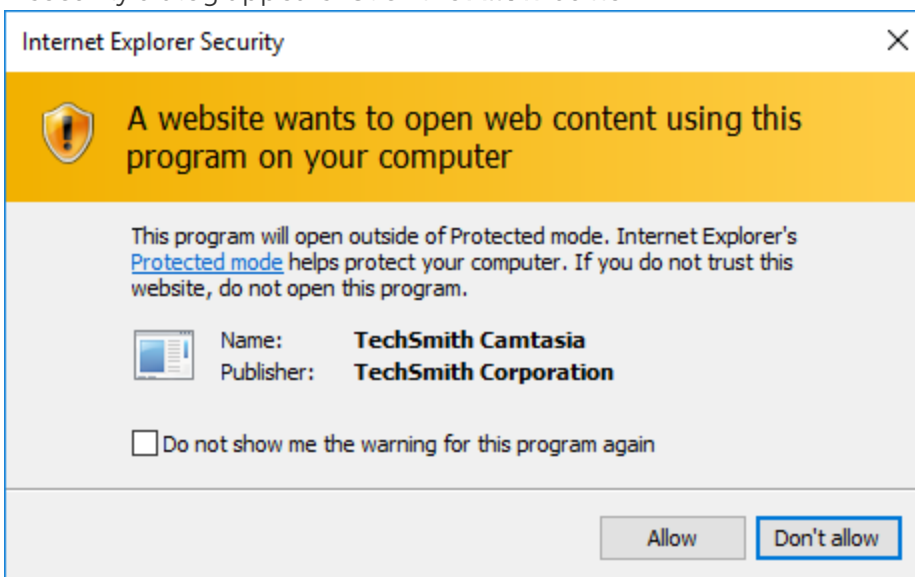 Internet Explorer Security
A website wants to open web content using this
program on your computer
This program will open outside of Protected mode. Internet Explorer's
Protected mode helps protect your computer. If you do not trust this
website, do not open this program.
Name: TechSmith Camtasia
Publisher: TechSmith Corporation
Do not show me the warning for this program again
Allow Don't allow